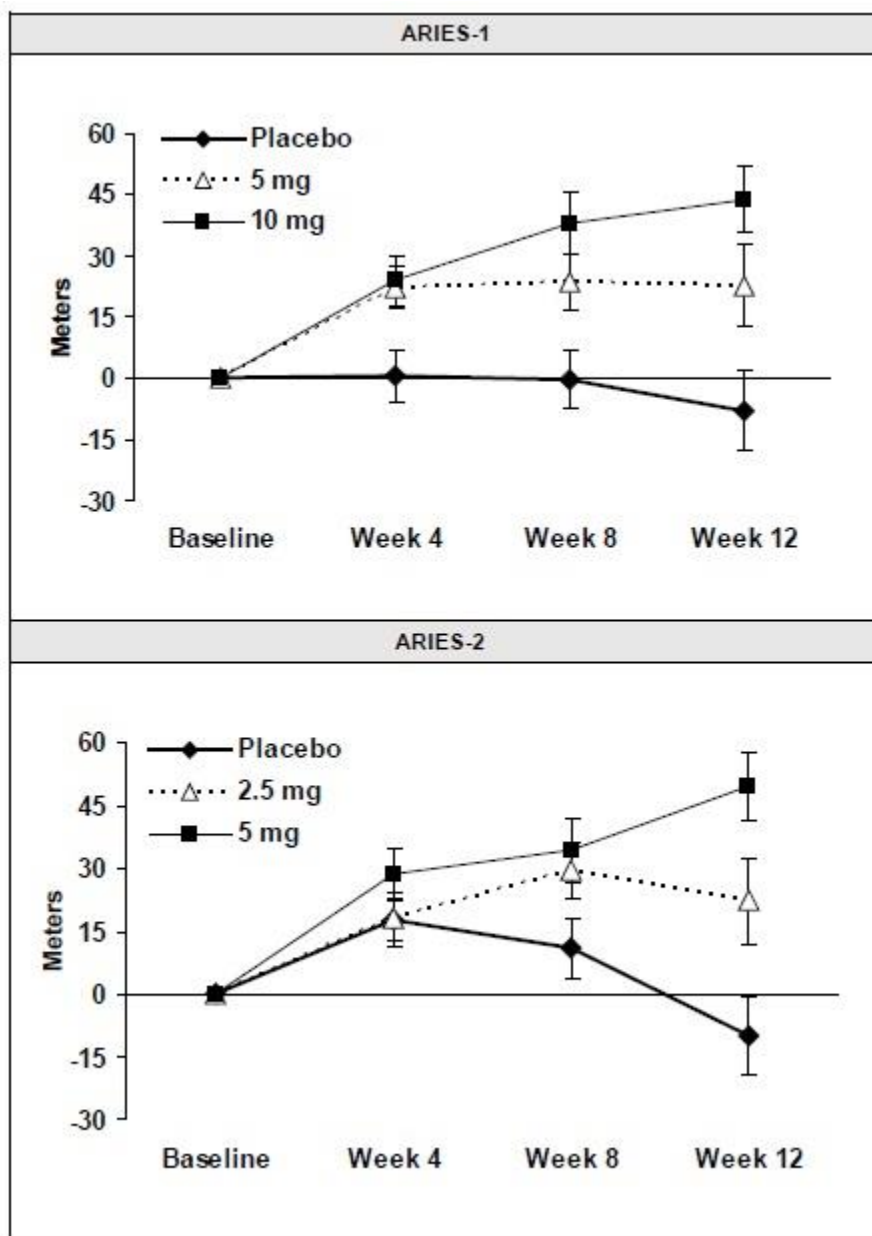 ARIES-1
Placebo
5 mg
10 mg
60
45
30
15
0
-15
-30
Meters
Baseline Week 4 Week 8 Week 12
ARIES-2
Placebo
2.5 mg
5 mg
60
45
30
15
0
-15
-30
Meters
Baseline Week 4 Week 8 Week 12